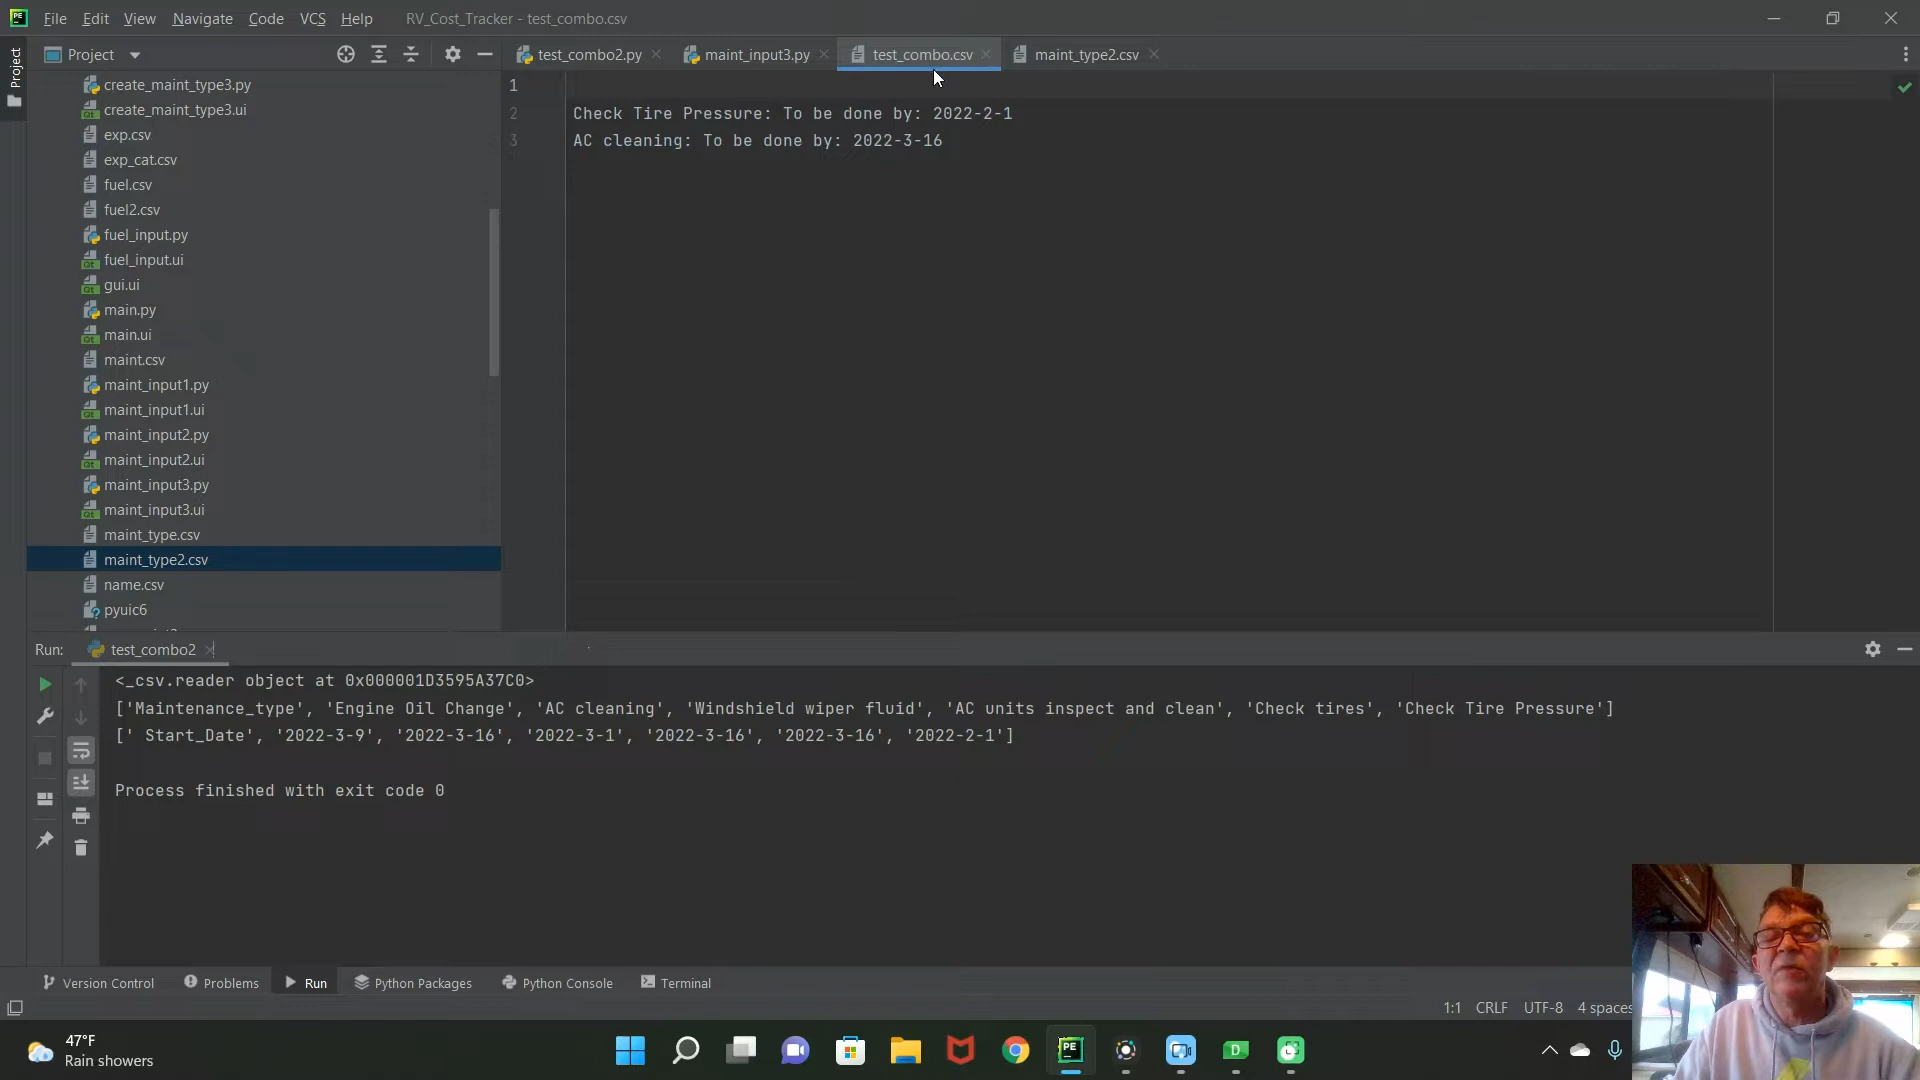 File Edit View Navigate Code VCS Help RV_Cost_Tracker - test_combo.csv
Project
Project
test_combo2.py
maint_input3.py
test_combo.csv
maint_type2.csv
create_maint_type3.py
create_maint_type3.ui
exp.csv
exp_cat.csv
fuel.csv
fuel2.csv
fuel_input.py
fuel_input.ui
gui.ui
main.py
main.ui
maint.csv
maint_input1.py
maint_input1.ui
maint_input2.py
maint_input2.ui
maint_input3.py
maint_input3.ui
maint_type.csv
maint_type2.csv
name.csv
pyuic6
1
2 Check Tire Pressure: To be done by: 2022-2-1
3 AC cleaning: To be done by: 2022-3-16
Run: test_combo2
<_csv.reader object at 0x000001D3595A37C0>
['Maintenance_type', 'Engine Oil Change', 'AC cleaning', 'Windshield wiper fluid', 'AC units inspect and clean', 'Check tires', 'Check Tire Pressure']
[' Start_Date', '2022-3-9', '2022-3-16', '2022-3-1', '2022-3-16', '2022-3-16', '2022-2-1']
Process finished with exit code 0
Version Control Problems Run Python Packages Python Console Terminal
1:1 CRLF UTF-8 4 spaces
47°F
Rain showers